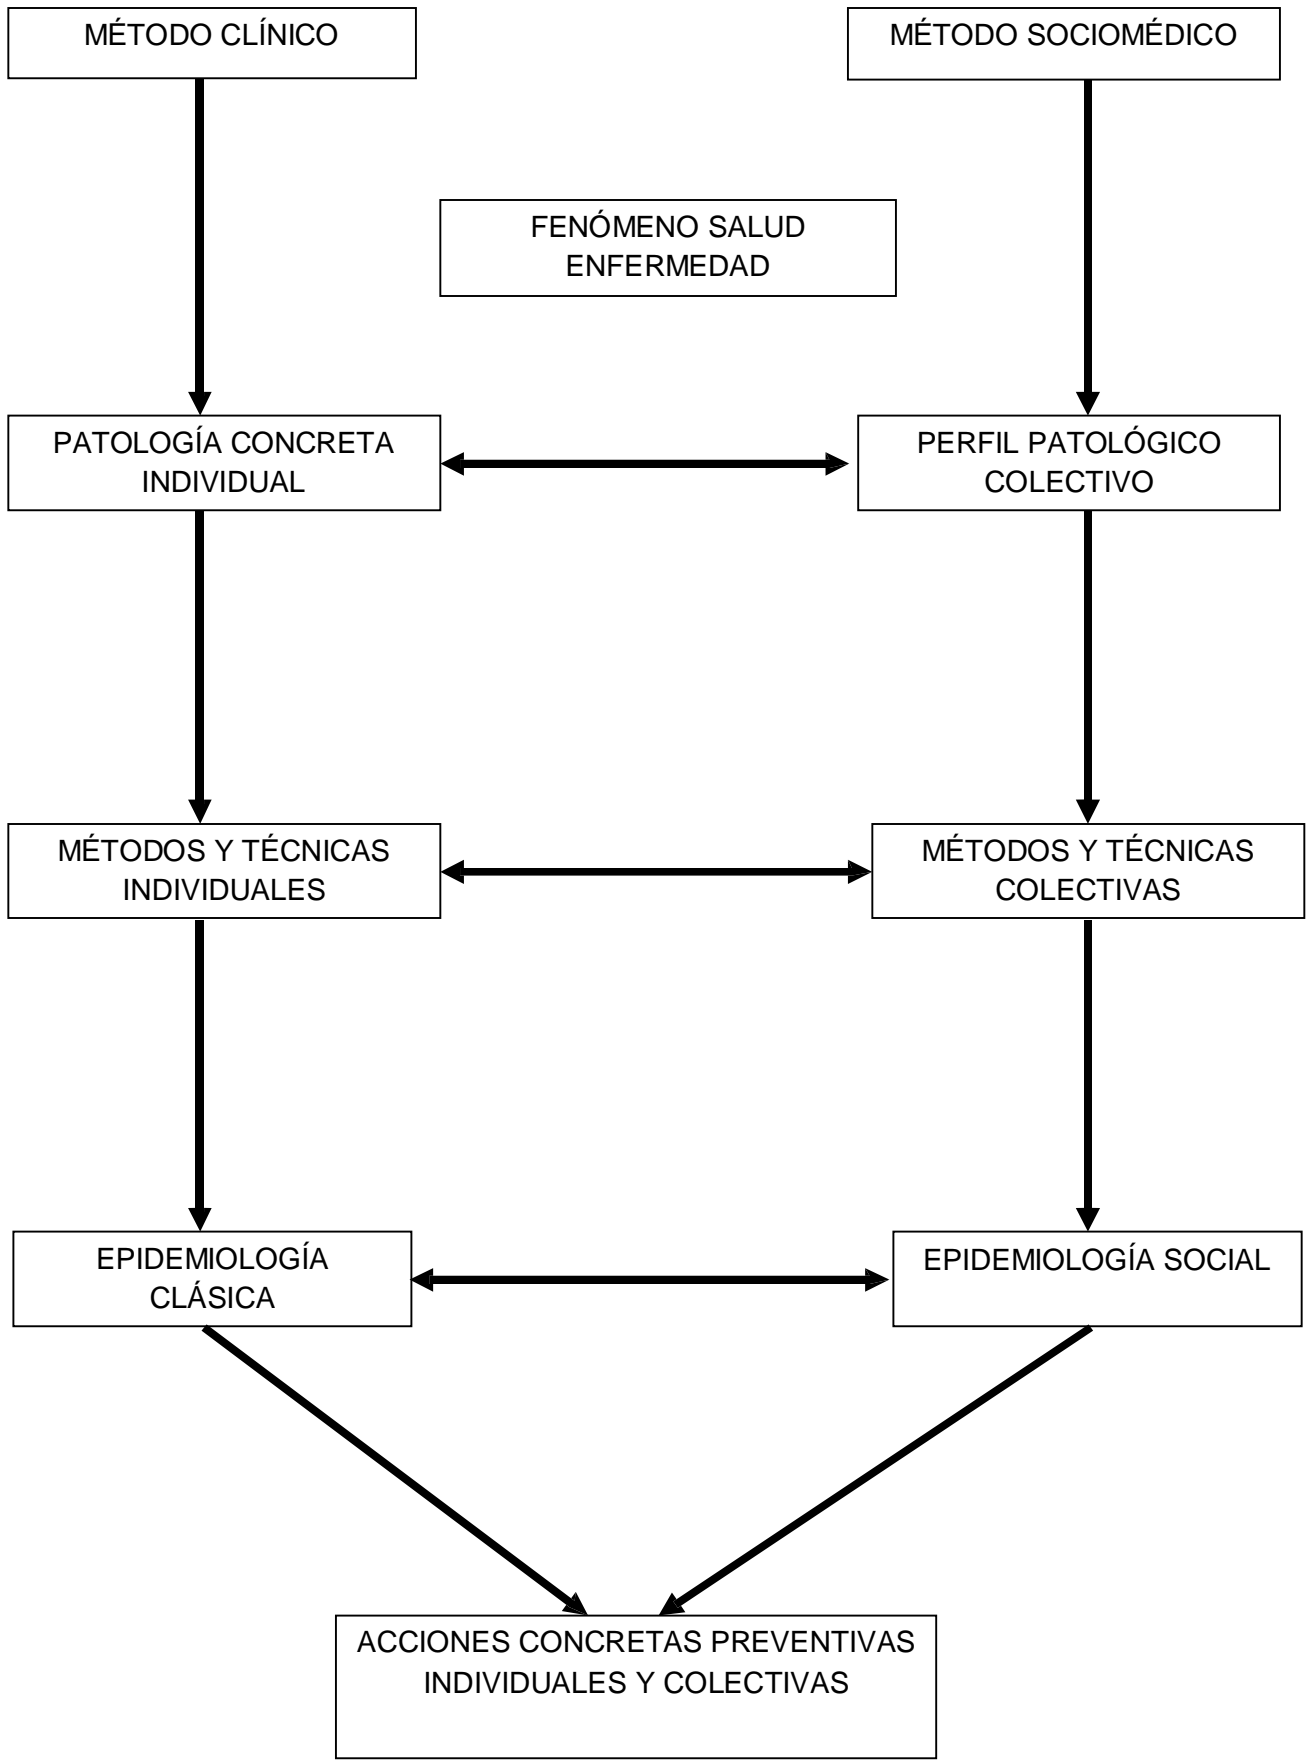 MÉTODO CLÍNICO
MÉTODO SOCIOMÉDICO
FENÓMENO SALUD
ENFERMEDAD
PATOLOGÍA CONCRETA
INDIVIDUAL
PERFIL PATOLÓGICO
COLECTIVO
MÉTODOS Y TÉCNICAS
INDIVIDUALES
MÉTODOS Y TÉCNICAS
COLECTIVAS
EPIDEMIOLOGÍA
CLÁSICA
EPIDEMIOLOGÍA SOCIAL
ACCIONES CONCRETAS PREVENTIVAS
INDIVIDUALES Y COLECTIVAS